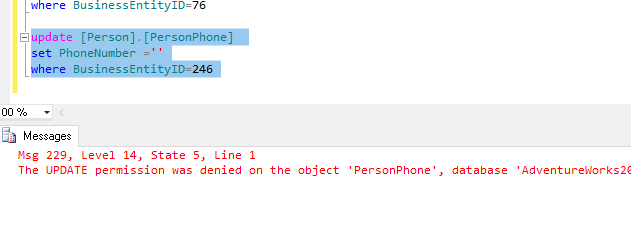 where BusinessEntityID=76
update [Person].[PersonPhone]
set PhoneNumber =''
where BusinessEntityID=246
00 %
Messages
Msg 229, Level 14, State 5, Line 1
The UPDATE permission was denied on the object 'PersonPhone', database 'AdventureWorks20